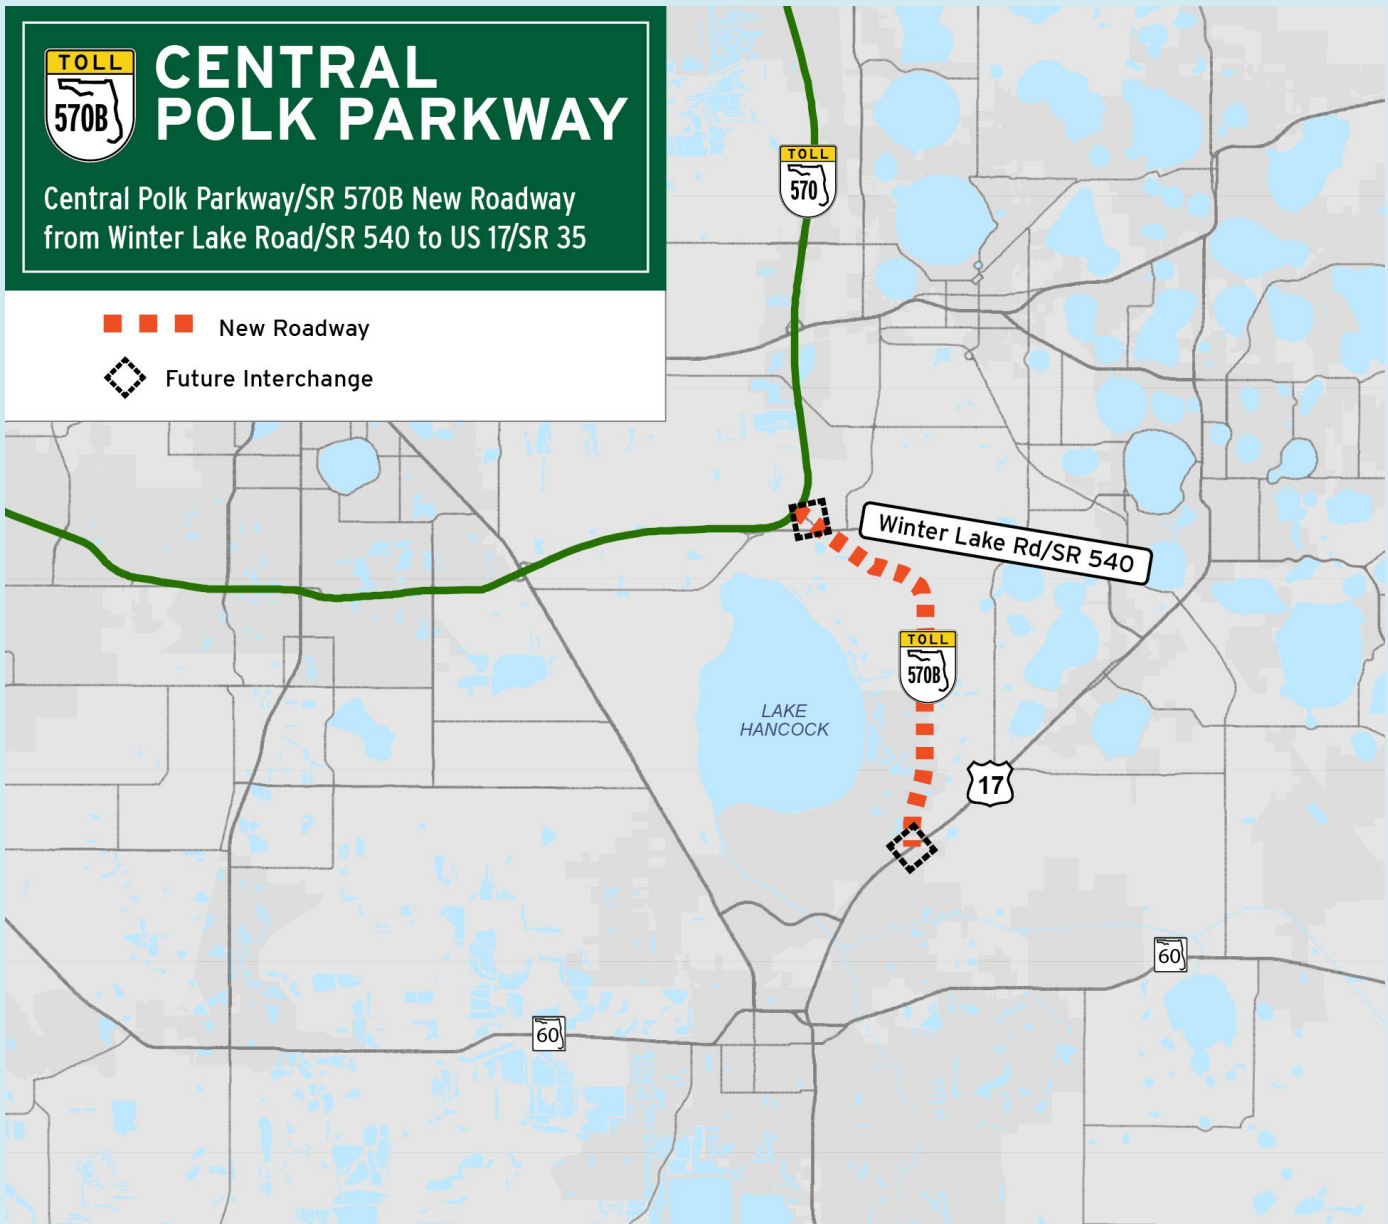 TOLL
570B
CENTRAL
POLK PARKWAY
Central Polk Parkway/SR 570B New Roadway
from Winter Lake Road/SR 540 to US 17/SR 35
New Roadway
Future Interchange
TOLL
570
Winter Lake Rd/SR 540
TOLL
570B
LAKE
HANCOCK
17
60
60